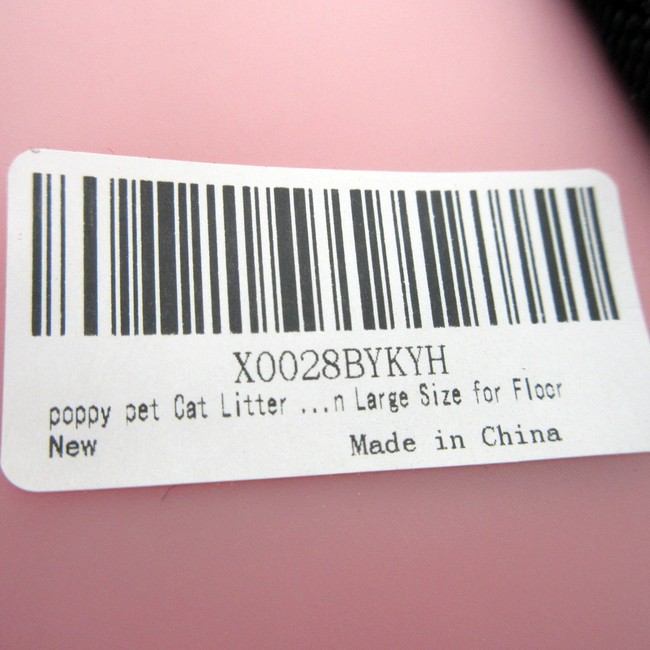 X0028BYKYH
poppy pet Cat Litter ...n Large Size for Floor
New
Made in China